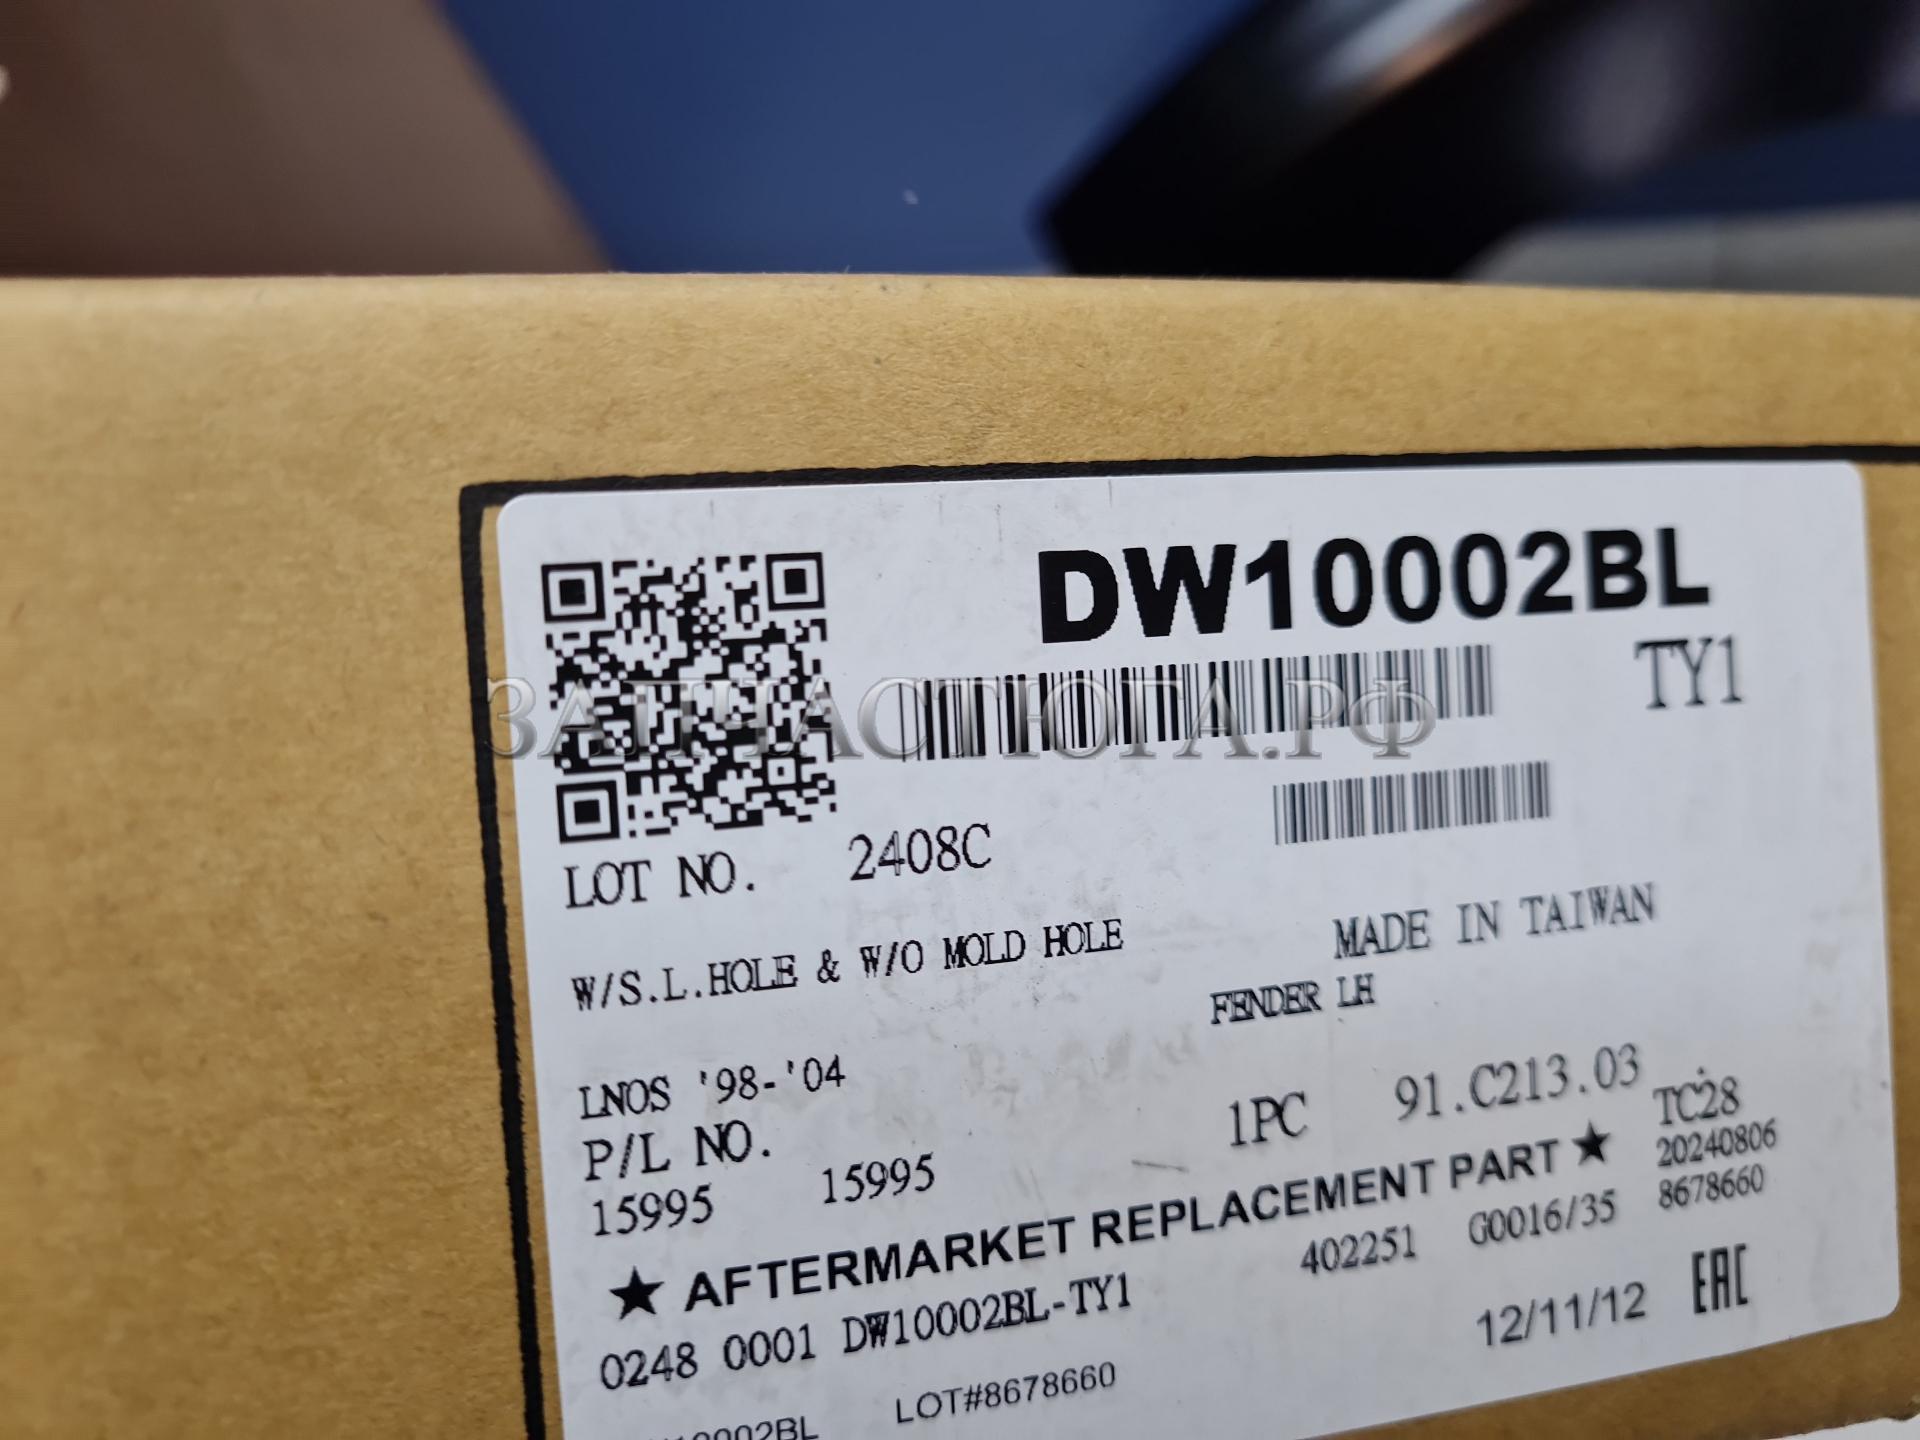 DW10002BL
TY1
ЗАПЧАСТЮГА.РФ
LOT NO. 2408C
W/S.L.HOLE & W/O MOLD HOLE
MADE IN TAIWAN
FENDER LH
LNOS '98-'04
P/L NO.
1PC 91.C213.03
TC28
15995 15995
20240806
★ AFTERMARKET REPLACEMENT PART ★
402251 G0016/35 8678660
0248 0001 DW10002BL-TY1
12/11/12 EAC
10002BL LOT#8678660